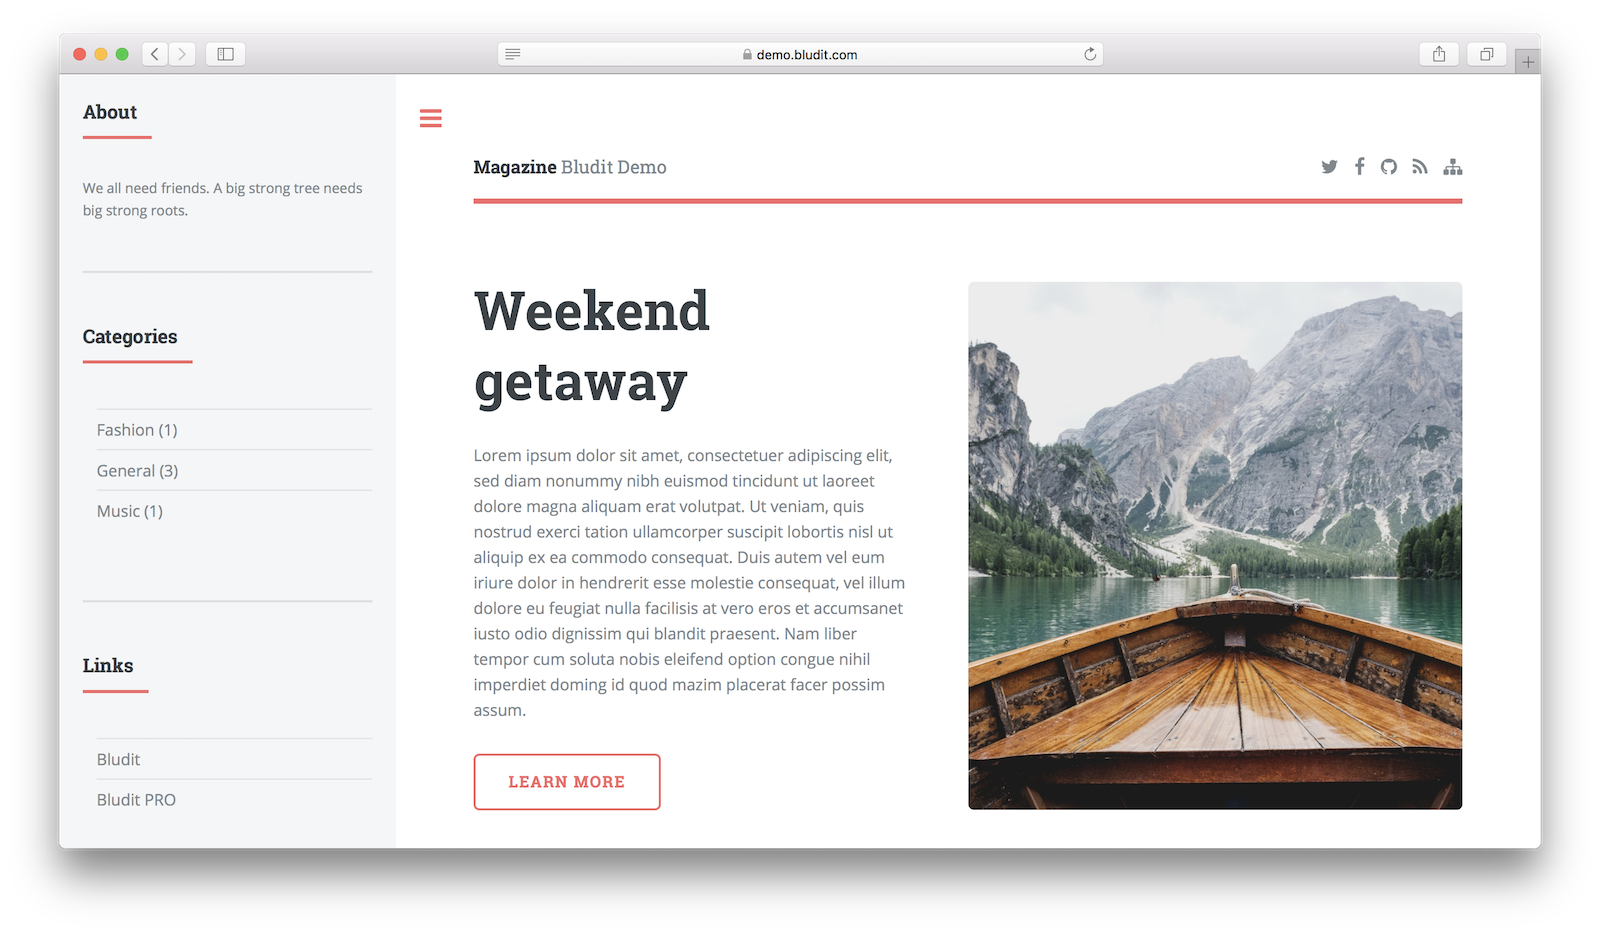 demo.bludit.com
About
We all need friends. A big strong tree needs
big strong roots.
Categories
Fashion (1)
General (3)
Music (1)
Links
Bludit
Bludit PRO
Magazine Bludit Demo
Weekend
getaway
Lorem ipsum dolor sit amet, consectetuer adipiscing elit,
sed diam nonummy nibh euismod tincidunt ut laoreet
dolore magna aliquam erat volutpat. Ut veniam, quis
nostrud exerci tation ullamcorper suscipit lobortis nisl ut
aliquip ex ea commodo consequat. Duis autem vel eum
iriure dolor in hendrerit esse molestie consequat, vel illum
dolore eu feugiat nulla facilisis at vero eros et accumsanet
iusto odio dignissim qui blandit praesent. Nam liber
tempor cum soluta nobis eleifend option congue nihil
imperdiet doming id quod mazim placerat facer possim
assum.
LEARN MORE